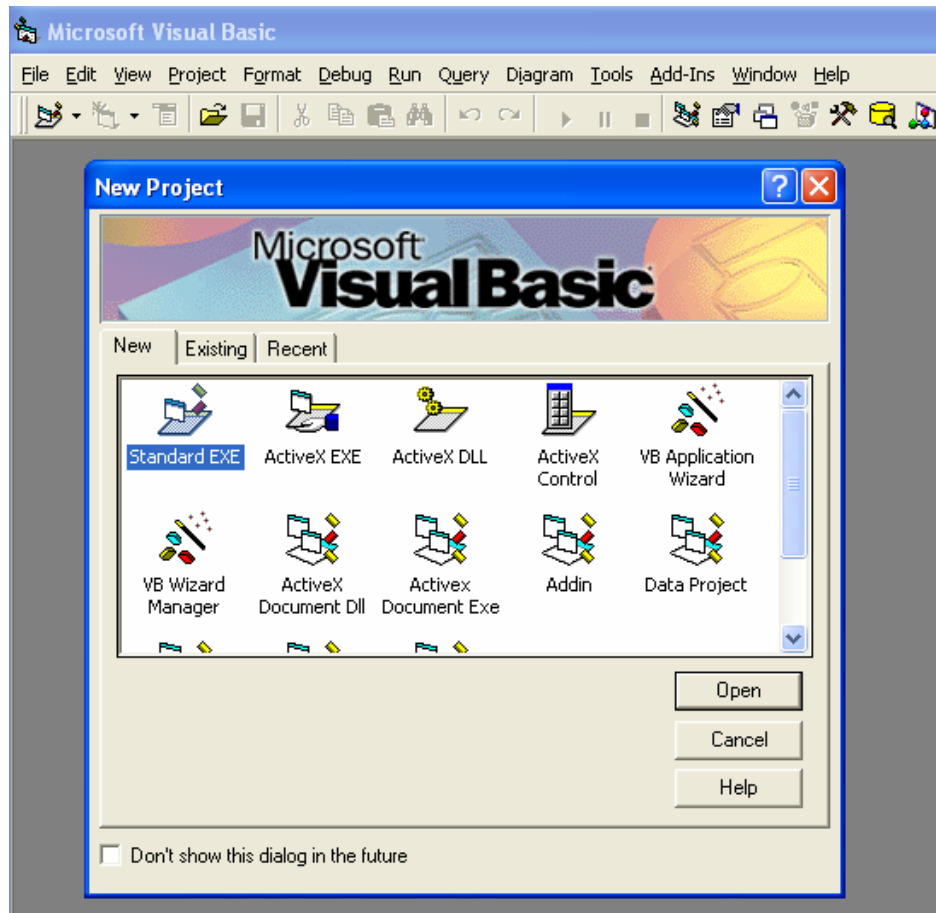 Microsoft Visual Basic
File Edit View Project Format Debug Run Query Diagram Tools Add-Ins Window Help
New Project
Microsoft
Visual Basic
New Existing Recent
Standard EXE ActiveX EXE ActiveX DLL ActiveX Control VB Application Wizard
VB Wizard Manager ActiveX Document Dll Activex Document Exe Addin Data Project
Open
Cancel
Help
Don't show this dialog in the future